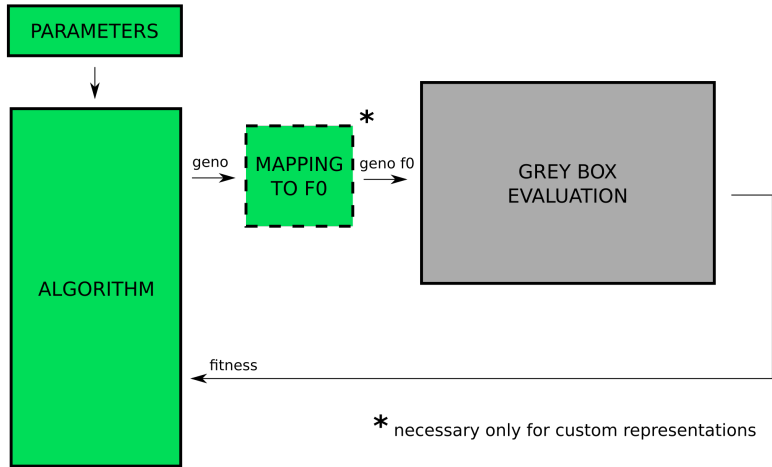 PARAMETERS
*
geno
MAPPING
TO F0
geno f0
GREY BOX
EVALUATION
ALGORITHM
fitness
* necessary only for custom representations